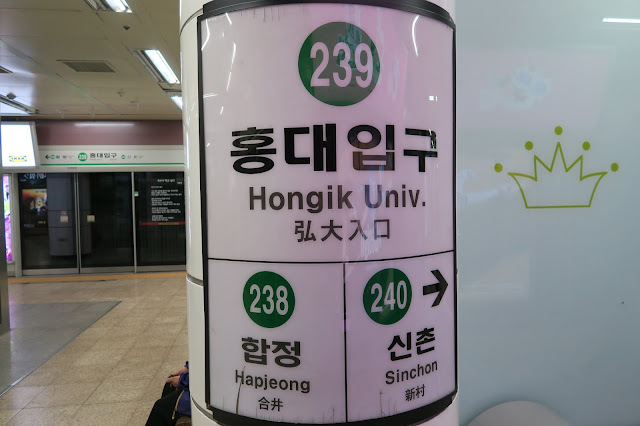 239
홍대입구
Hongik Univ.
弘大入口
238
합정
Hapjeong
合井
240
신촌
Sinchon
新村
홍대입구